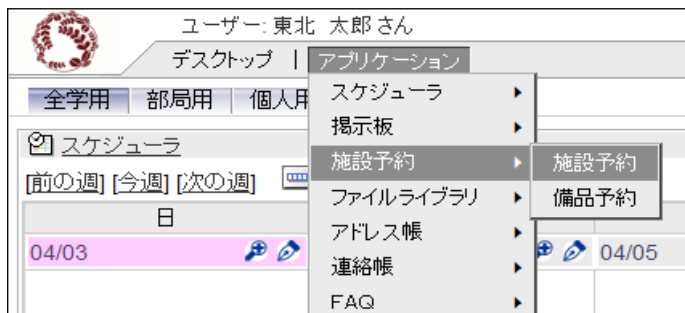 ユーザー: 東北 太郎 さん
デスクトップ | アプリケーション
全学用 部局用 個人用
スケジューラ
掲示板
施設予約 施設予約
ファイルライブラリ 備品予約
アドレス帳
連絡帳
FAQ
スケジューラ
[前の週] [今週] [次の週]
日
04/03 04/05